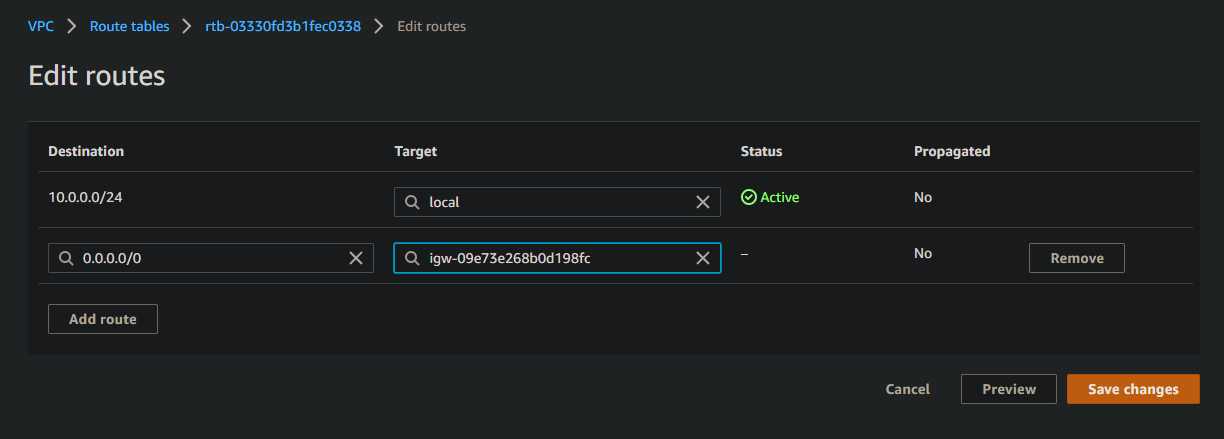 VPC > Route tables > rtb-03330fd3b1fec0338 > Edit routes
Edit routes
Destination Target Status Propagated
10.0.0.0/24 local Active No
0.0.0.0/0 igw-09e73e268b0d198fc – No Remove
Add route
Cancel Preview Save changes